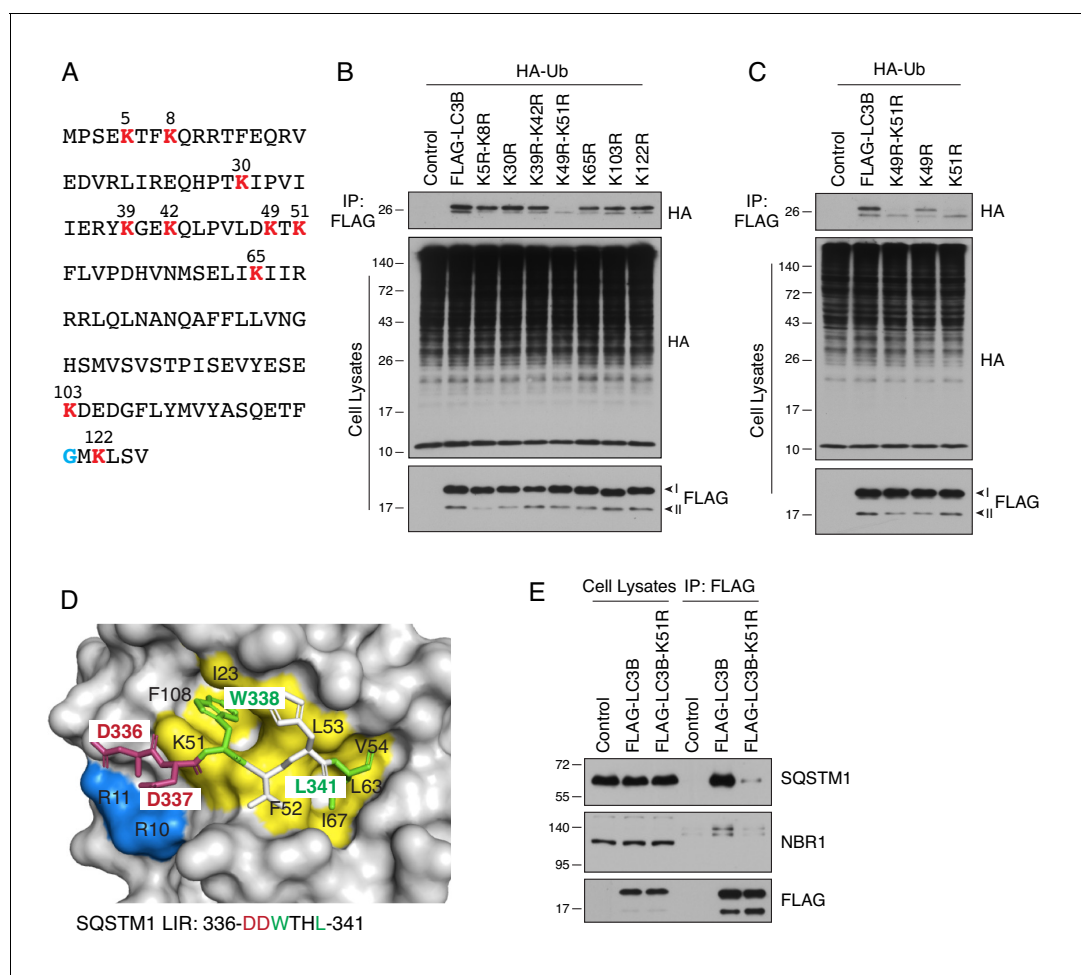 A
5 8
MPSEKTFKQRRTFEQRV
30
EDVRLIREQHPTKIPVI
39 42 49 51
IERYKGEKQLPVLDKTK
65
FLVPDHVNMSELIKIIR
RRLQLNANQAFFLLVNG
HSMVSVSTPISEVYESE
103
KDEDGFLYMVYASQETF
122
GMKLSV
B
HA-Ub
Control
FLAG-LC3B
K5R-K8R
K30R
K39R-K42R
K49R-K51R
K65R
K103R
K122R
IP:
FLAG
26
HA
Cell Lysates
140
72
43
26
17
10
HA
17
I
II
FLAG
C
HA-Ub
Control
FLAG-LC3B
K49R-K51R
K49R
K51R
IP:
FLAG
26
HA
Cell Lysates
140
72
43
26
17
10
HA
17
I
II
FLAG
D
I23
F108
W338
D336
K51
L53
V54
R11
D337
L341
L63
F52
R10
I67
SQSTM1 LIR: 336-DDWTHL-341
E
Cell Lysates IP: FLAG
Control
FLAG-LC3B
FLAG-LC3B-K51R
Control
FLAG-LC3B
FLAG-LC3B-K51R
72
55
SQSTM1
140
95
NBR1
17
FLAG